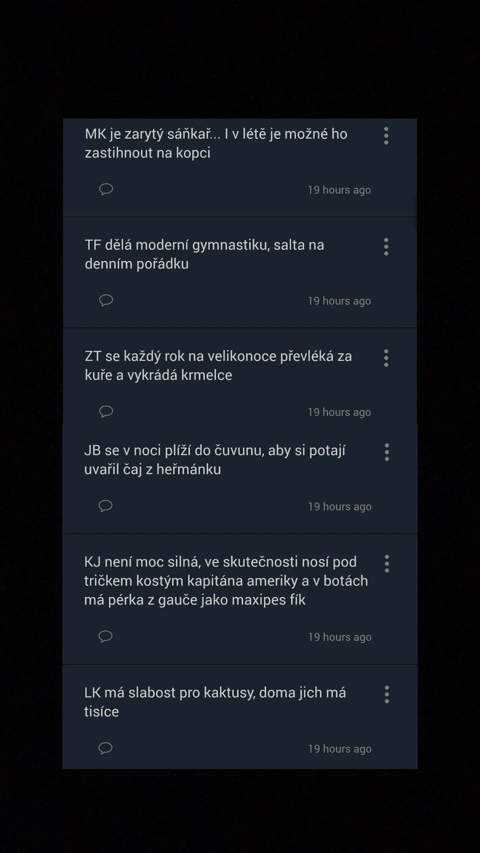 MK je zarytý sáňkař... I v létě je možné ho
zastihnout na kopci
19 hours ago
TF dělá moderní gymnastiku, salta na
denním pořádku
19 hours ago
ZT se každý rok na velikonoce převléká za
kuře a vykrádá krmelce
19 hours ago
JB se v noci plíží do čuvunu, aby si potají
uvařil čaj z heřmánku
19 hours ago
KJ není moc silná, ve skutečnosti nosí pod
tričkem kostým kapitána ameriky a v botách
má pérka z gauče jako maxipes fík
19 hours ago
LK má slabost pro kaktusy, doma jich má
tisíce
19 hours ago